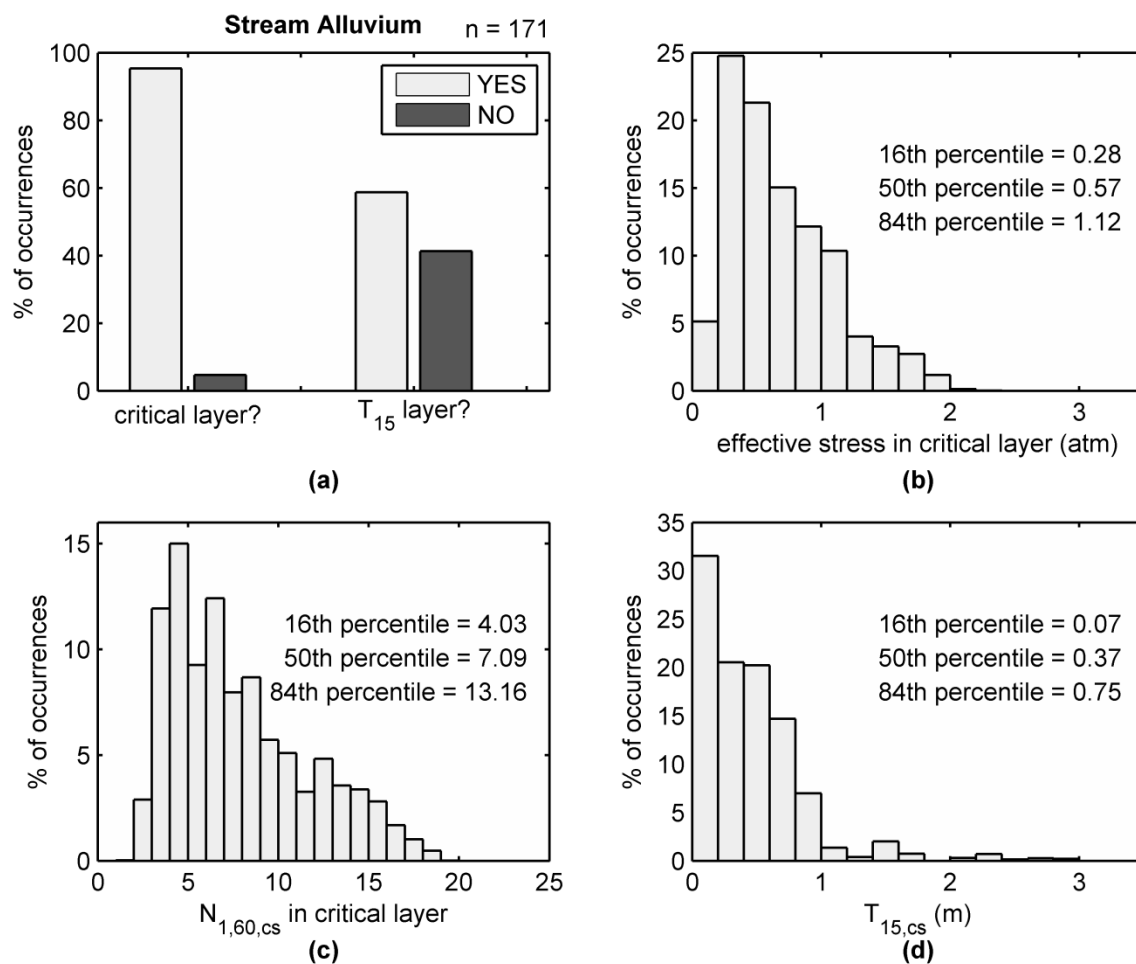 Stream Alluvium n = 171
100
80
60
40
20
0
% of occurrences
YES
NO
critical layer?
T15 layer?
(a)
25
20
15
10
5
0
% of occurrences
16th percentile = 0.28
50th percentile = 0.57
84th percentile = 1.12
0 1 2 3
effective stress in critical layer (atm)
(b)
15
10
5
0
% of occurrences
16th percentile = 4.03
50th percentile = 7.09
84th percentile = 13.16
0 5 10 15 20 25
N1,60,cs in critical layer
(c)
35
30
25
20
15
10
5
0
% of occurrences
16th percentile = 0.07
50th percentile = 0.37
84th percentile = 0.75
0 1 2 3
T15,cs (m)
(d)